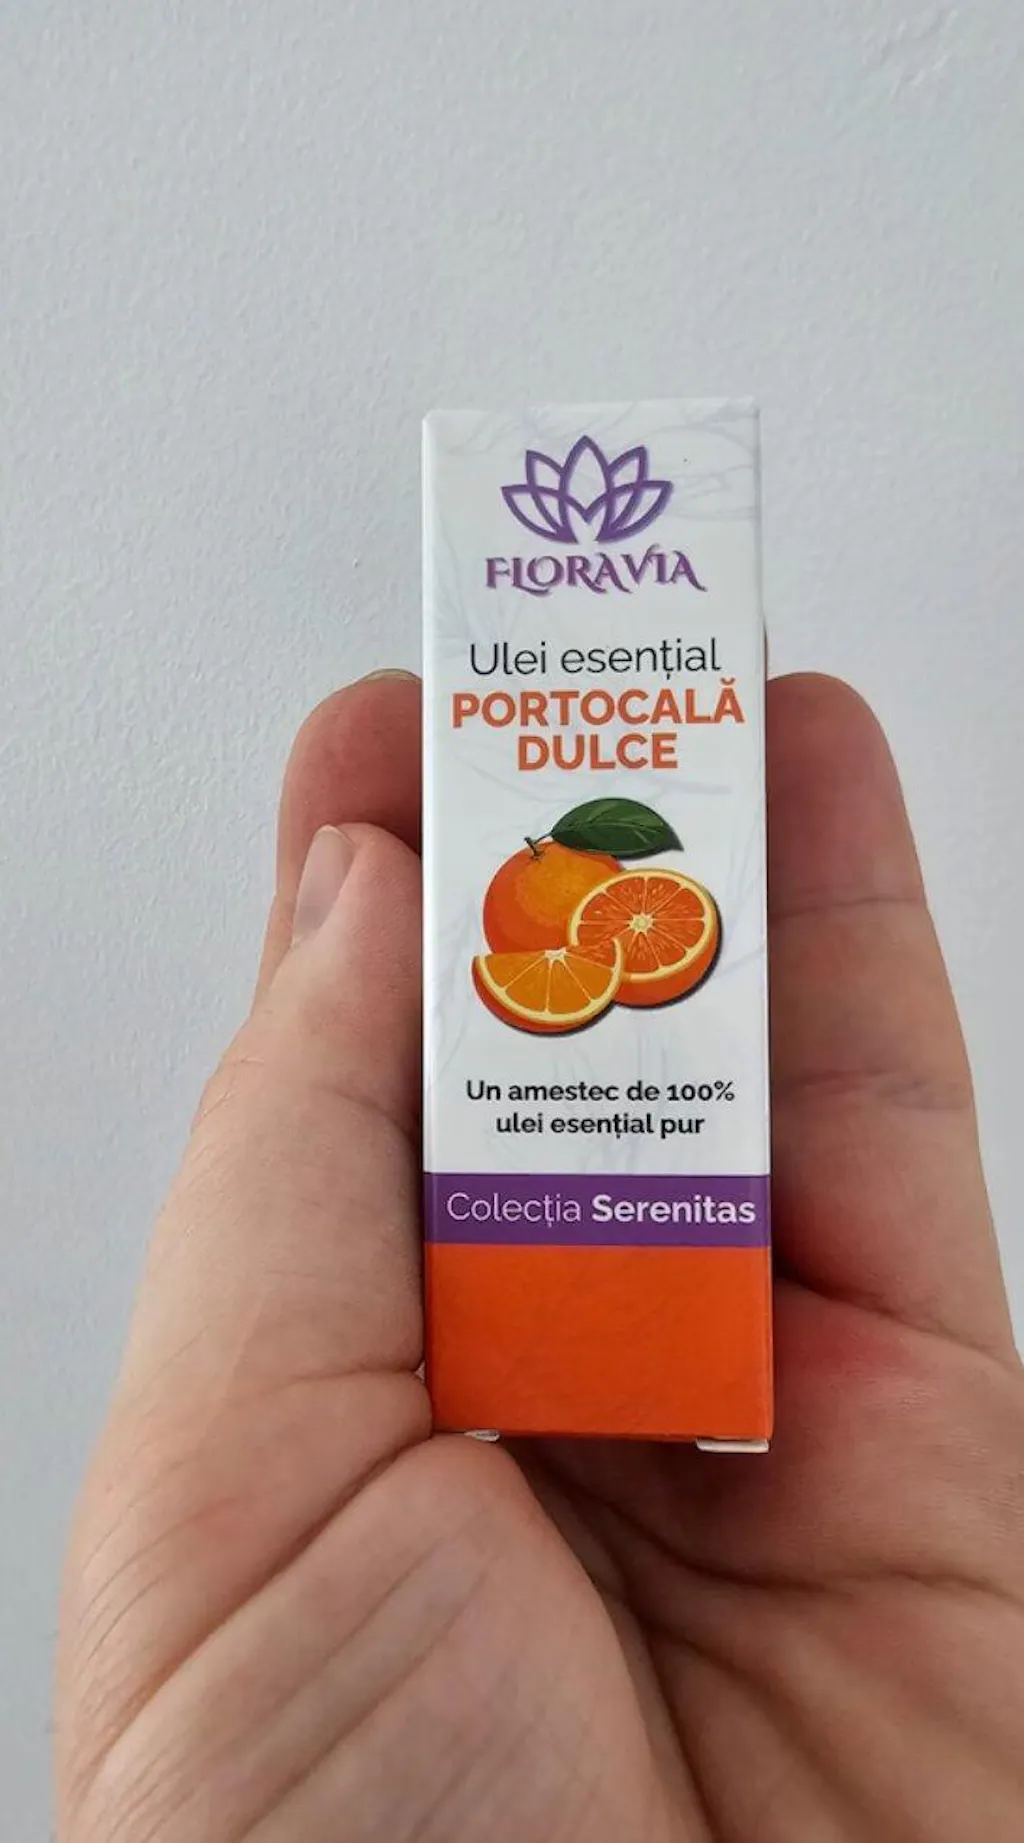 FLORAVIA
Ulei esențial
PORTOCALĂ
DULCE
Un amestec de 100%
ulei esențial pur
Colecția Serenitas